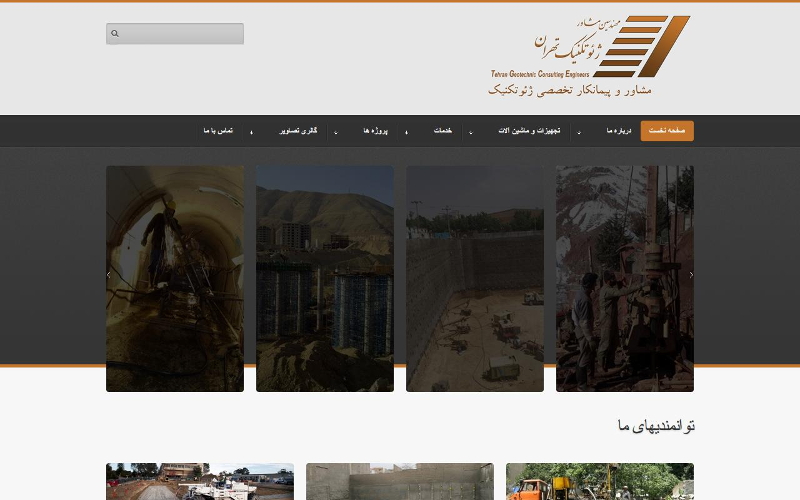 مهندسین مشاور
ژئوتکنیک تهران
Tehran Geotechnic Consulting Engineers
مشاور و پیمانکار تخصصی ژئوتکنیک
صفحه نخست
درباره ما
تجهیزات و ماشین آلات
خدمات
پروژه ها
گالری تصاویر
تماس با ما
توانمندیهای ما